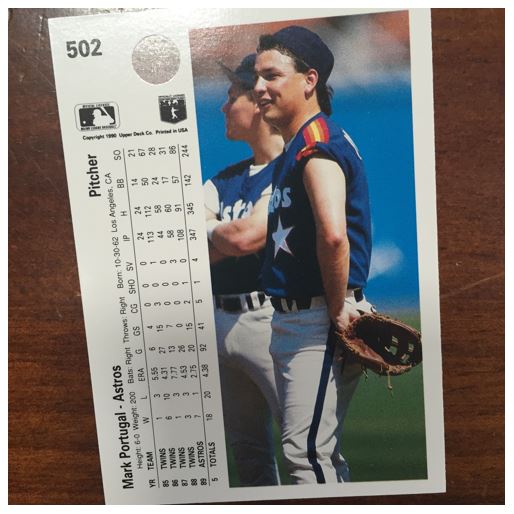 502
OFFICIAL LICENSEE
MAJOR LEAGUE BASEBALL
Copyright 1990 Upper Deck Co. Printed in USA
Mark Portugal - Astros Pitcher
Height: 6-0 Weight: 200 Bats: Right Throws: Right Born: 10-30-62 Los Angeles, CA
YR TEAM W L ERA G GS CG SHO SV IP H BB SO
85 TWINS 1 3 5.55 6 4 0 0 0 24 24 14 21
86 TWINS 6 10 4.31 27 15 3 0 1 113 112 50 67
87 TWINS 1 3 7.77 13 7 0 0 0 44 58 24 28
88 TWINS 3 3 4.53 26 0 0 0 3 58 60 17 31
89 ASTROS 7 1 2.75 20 15 2 1 0 108 91 37 86
5 TOTALS 18 20 4.38 92 41 5 1 4 347 345 142 244